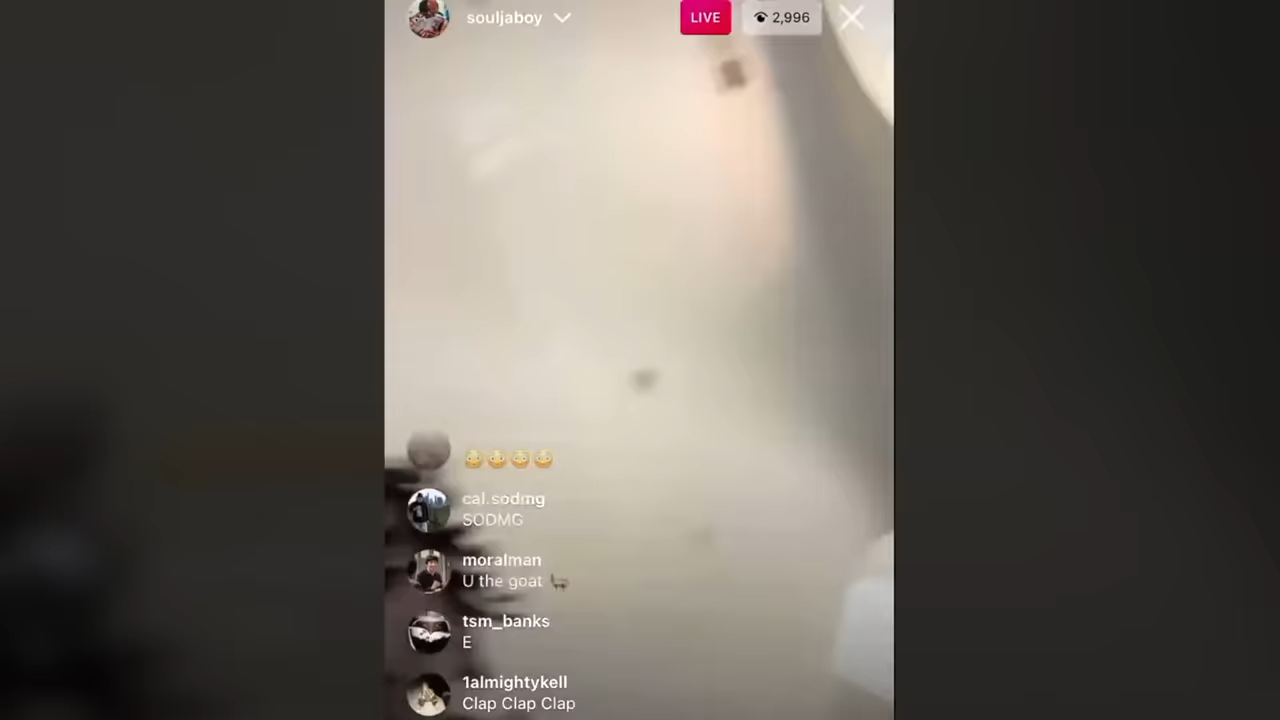 souljaboy
LIVE
2,996
😳😳😳😳
cal.sodmg
SODMG
moralman
U the goat 🐐
tsm_banks
E
1almightykell
Clap Clap Clap